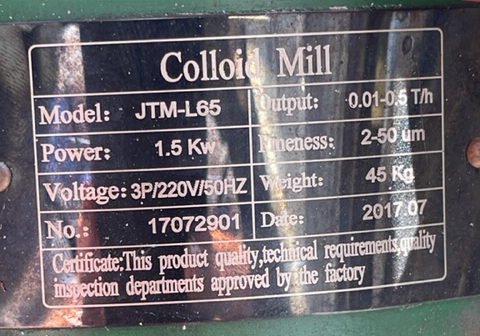 Colloid Mill
Model: JTM-L65 Output: 0.01-0.5 T/h
Power: 1.5 Kw Fineness: 2-50 um
Voltage: 3P/220V/50HZ Weight: 45 Kg
No.: 17072901 Date: 2017.07
Certificate:This product quality,technical requirements,quality
inspection departments approved by the factory